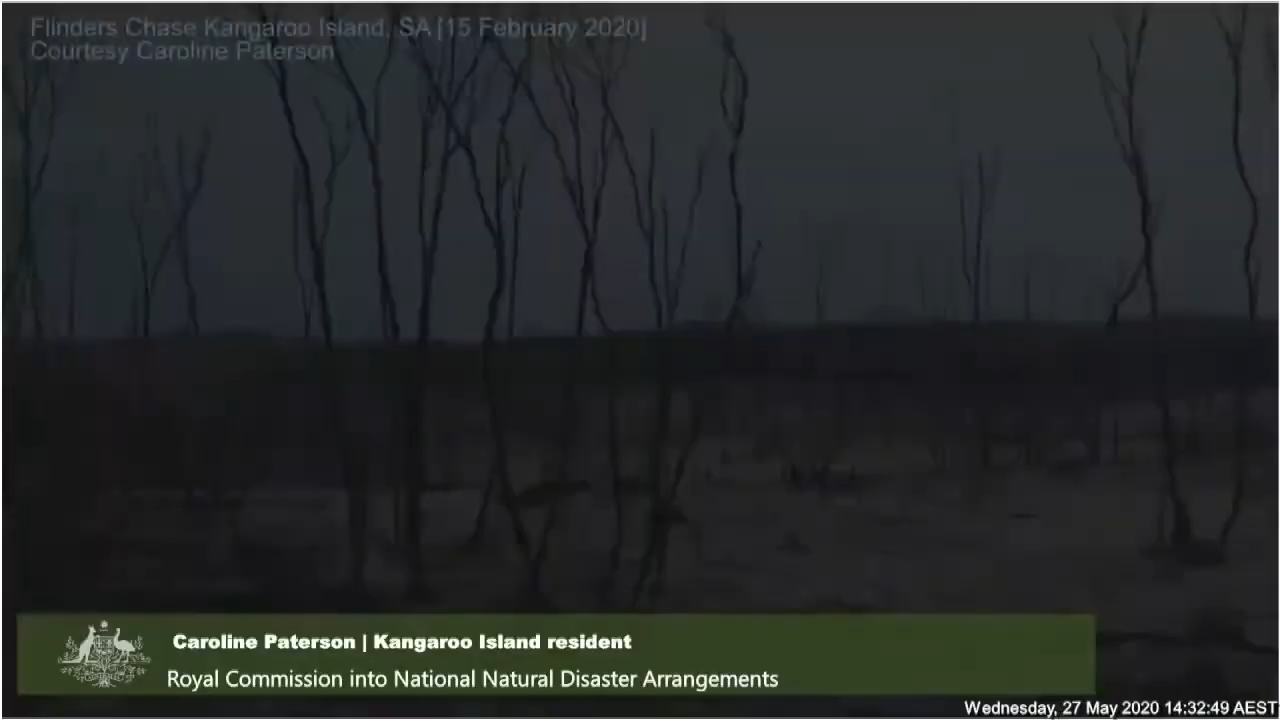 Flinders Chase Kangaroo Island, SA [15 February 2020]
Courtesy Caroline Paterson
Caroline Paterson | Kangaroo Island resident
Royal Commission into National Natural Disaster Arrangements
Wednesday, 27 May 2020 14:32:49 AEST